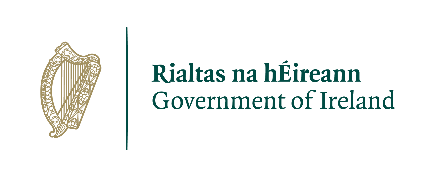 Rialtas na hÉireann
Government of Ireland